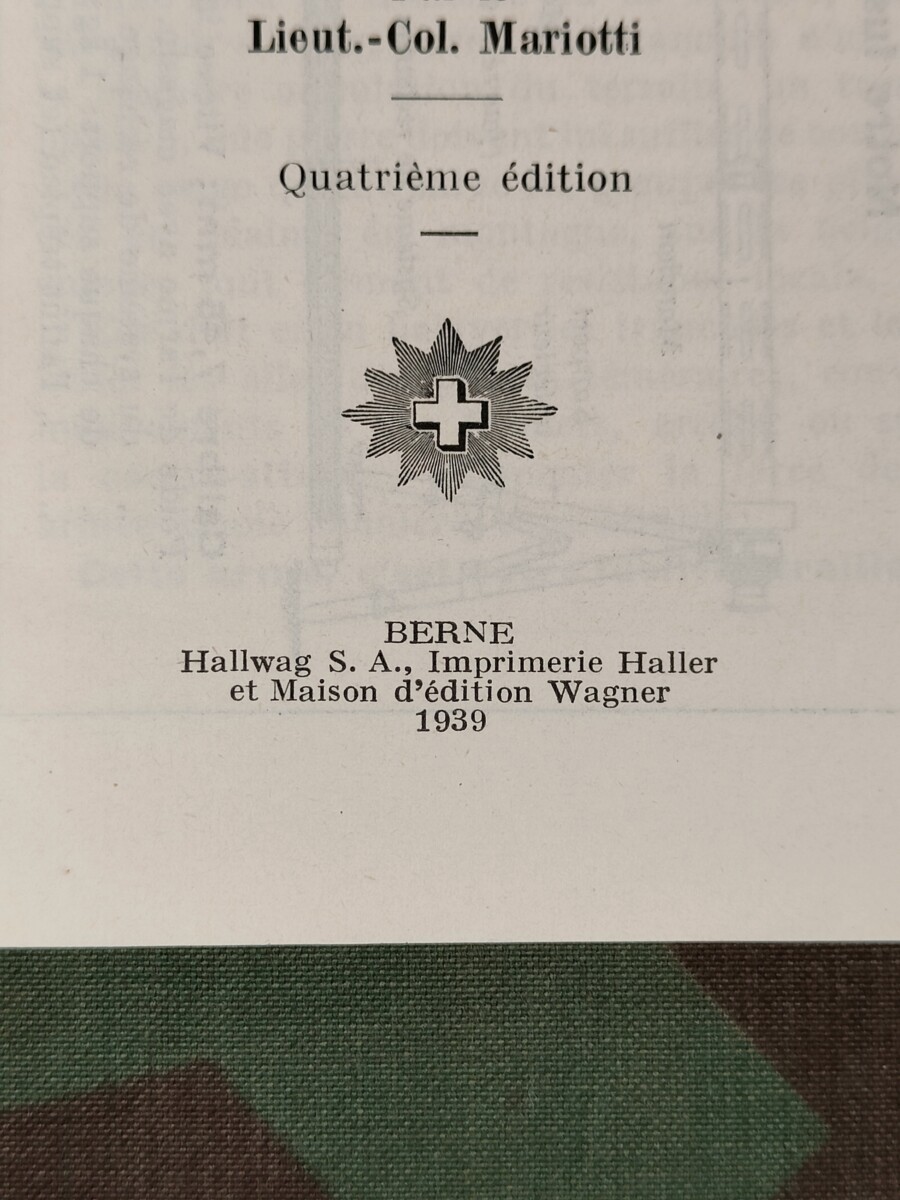 Lieut.-Col. Mariotti
Quatrième édition
BERNE
Hallwag S. A., Imprimerie Haller
et Maison d'édition Wagner
1939